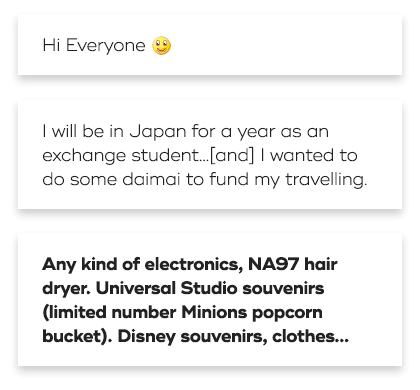 Hi Everyone 🙂
I will be in Japan for a year as an
exchange student...[and] I wanted to
do some daimai to fund my travelling.
Any kind of electronics, NA97 hair
dryer. Universal Studio souvenirs
(limited number Minions popcorn
bucket). Disney souvenirs, clothes...